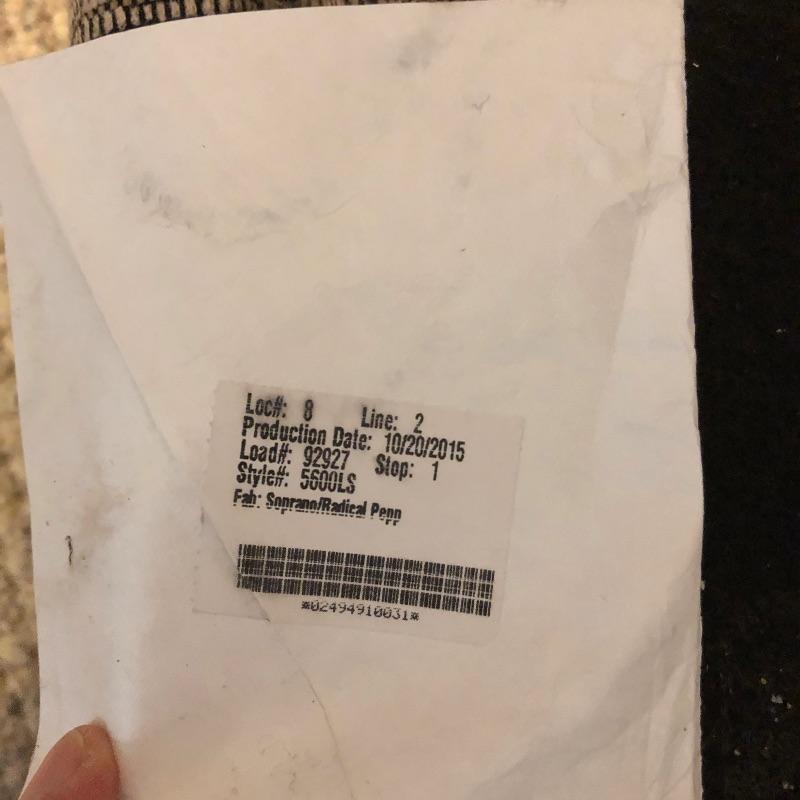 Loc#: 8 Line: 2
Production Date: 10/20/2015
Load#: 92927 Stop: 1
Style#: 5600LS
Fab: Soprano/Radical Pepp
*02494910031*